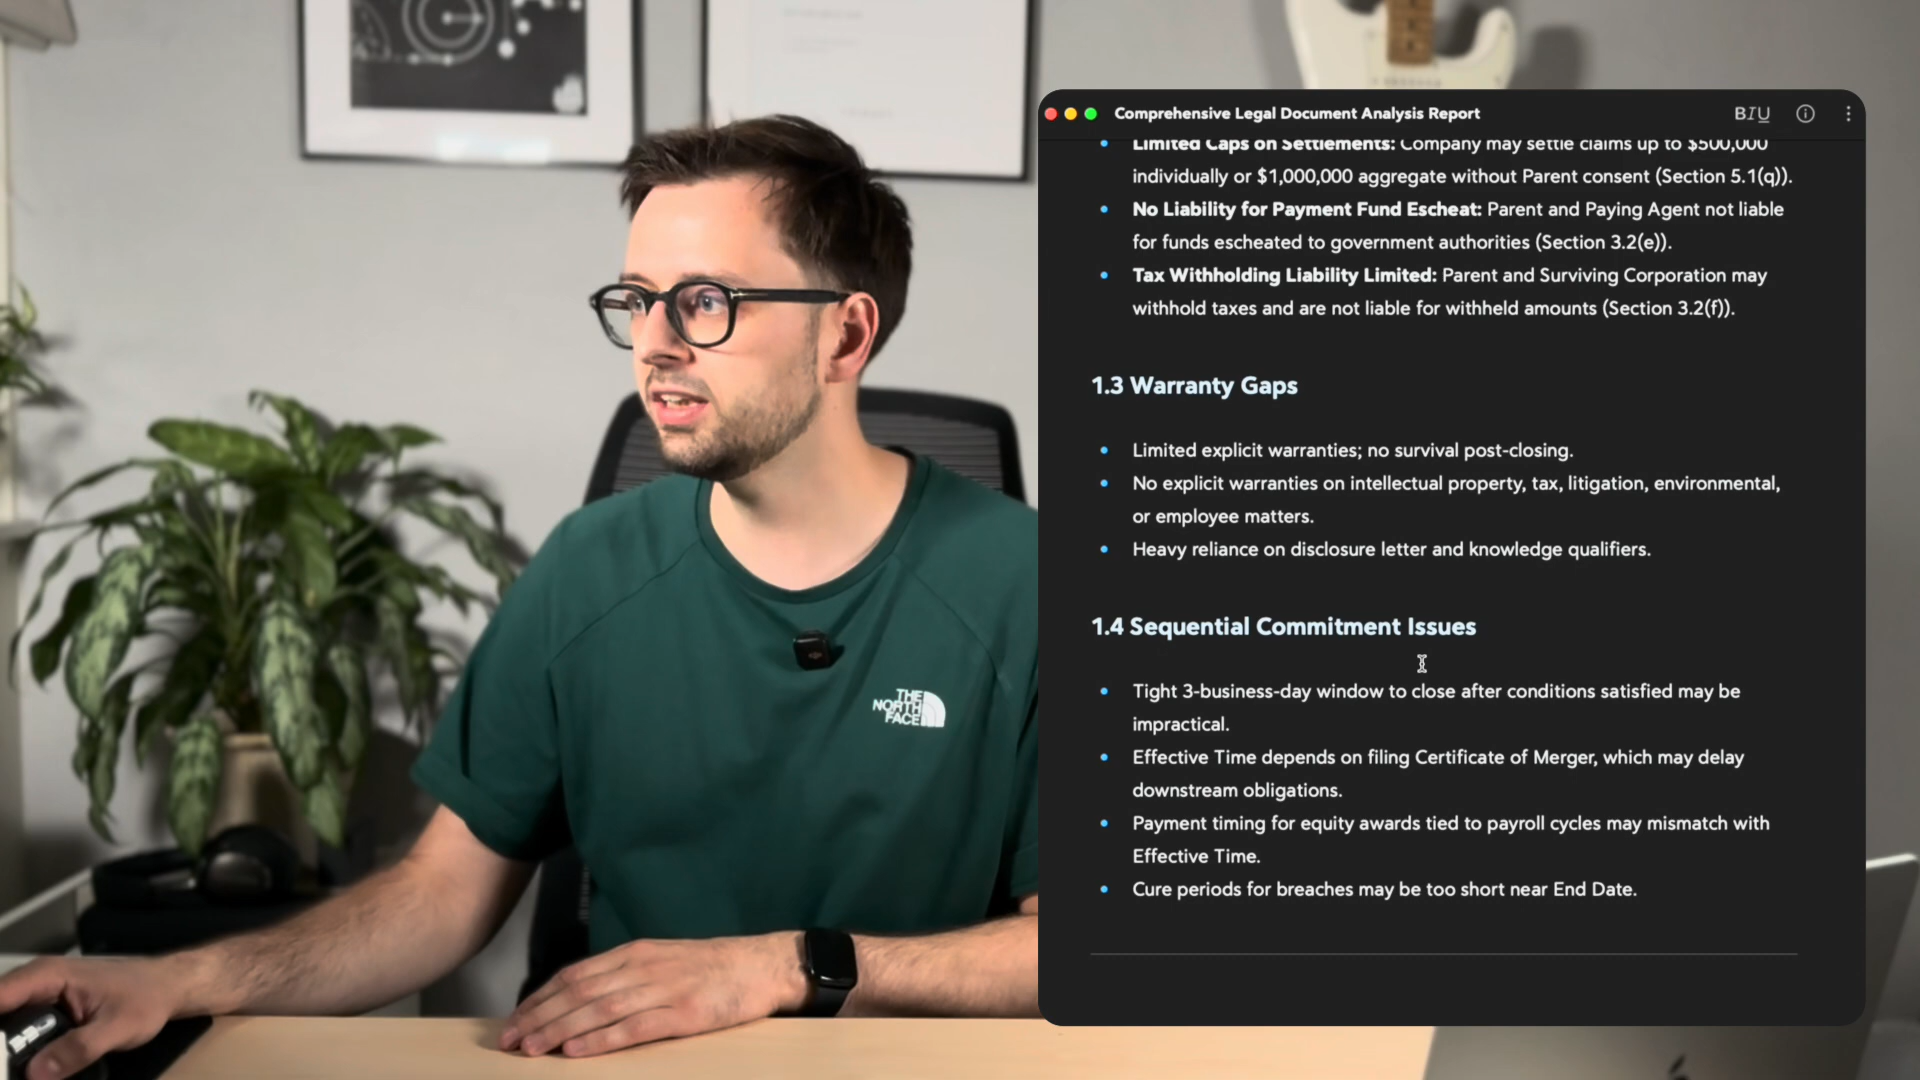 Comprehensive Legal Document Analysis Report
BIU
Limited Caps on Settlements: Company may settle claims up to $500,000
individually or $1,000,000 aggregate without Parent consent (Section 5.1(q)).
No Liability for Payment Fund Escheat: Parent and Paying Agent not liable
for funds escheated to government authorities (Section 3.2(e)).
Tax Withholding Liability Limited: Parent and Surviving Corporation may
withhold taxes and are not liable for withheld amounts (Section 3.2(f)).
1.3 Warranty Gaps
Limited explicit warranties; no survival post-closing.
No explicit warranties on intellectual property, tax, litigation, environmental,
or employee matters.
Heavy reliance on disclosure letter and knowledge qualifiers.
1.4 Sequential Commitment Issues
Tight 3-business-day window to close after conditions satisfied may be
impractical.
Effective Time depends on filing Certificate of Merger, which may delay
downstream obligations.
Payment timing for equity awards tied to payroll cycles may mismatch with
Effective Time.
Cure periods for breaches may be too short near End Date.
THE
NORTH
FACE